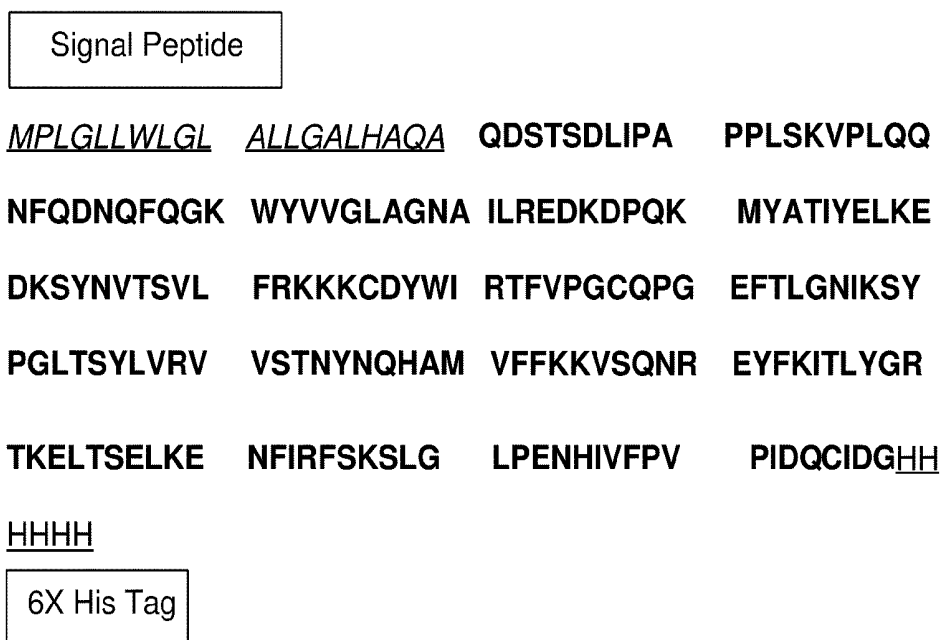 Signal Peptide
MPLGLLWLGL ALLGALHAQA QDSTSDLIPA PPLSKVPLQQ
NFQDNQFQGK WYVVGLAGNA ILREDKDPQK MYATIYELKE
DKSYNVTSVL FRKKKCDYWI RTFVPGCQPG EFTLGNIKSY
PGLTSYLVRV VSTNYNQHAM VFFKKVSQNR EYFKITLYGR
TKELTSELKE NFIRFSKSLG LPENHIVFPV PIDQCIDGHH
HHHH
6X His Tag